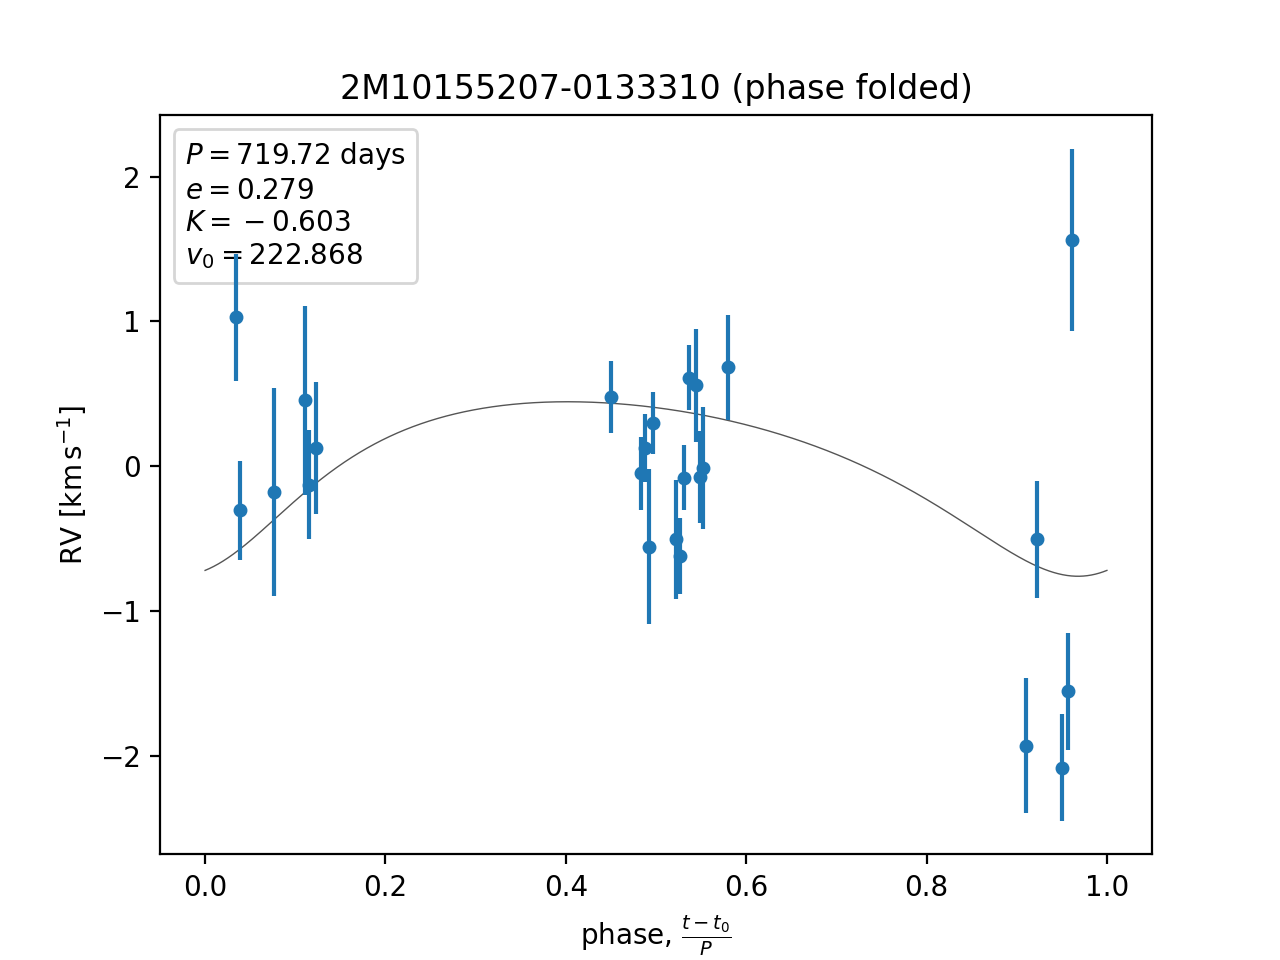 2M10155207-0133310 (phase folded)
P = 719.72 days
e = 0.279
K = −0.603
v₀ = 222.868
RV [km s⁻¹]
2
1
0
−1
−2
0.0 0.2 0.4 0.6 0.8 1.0
phase, (t − t₀)/P